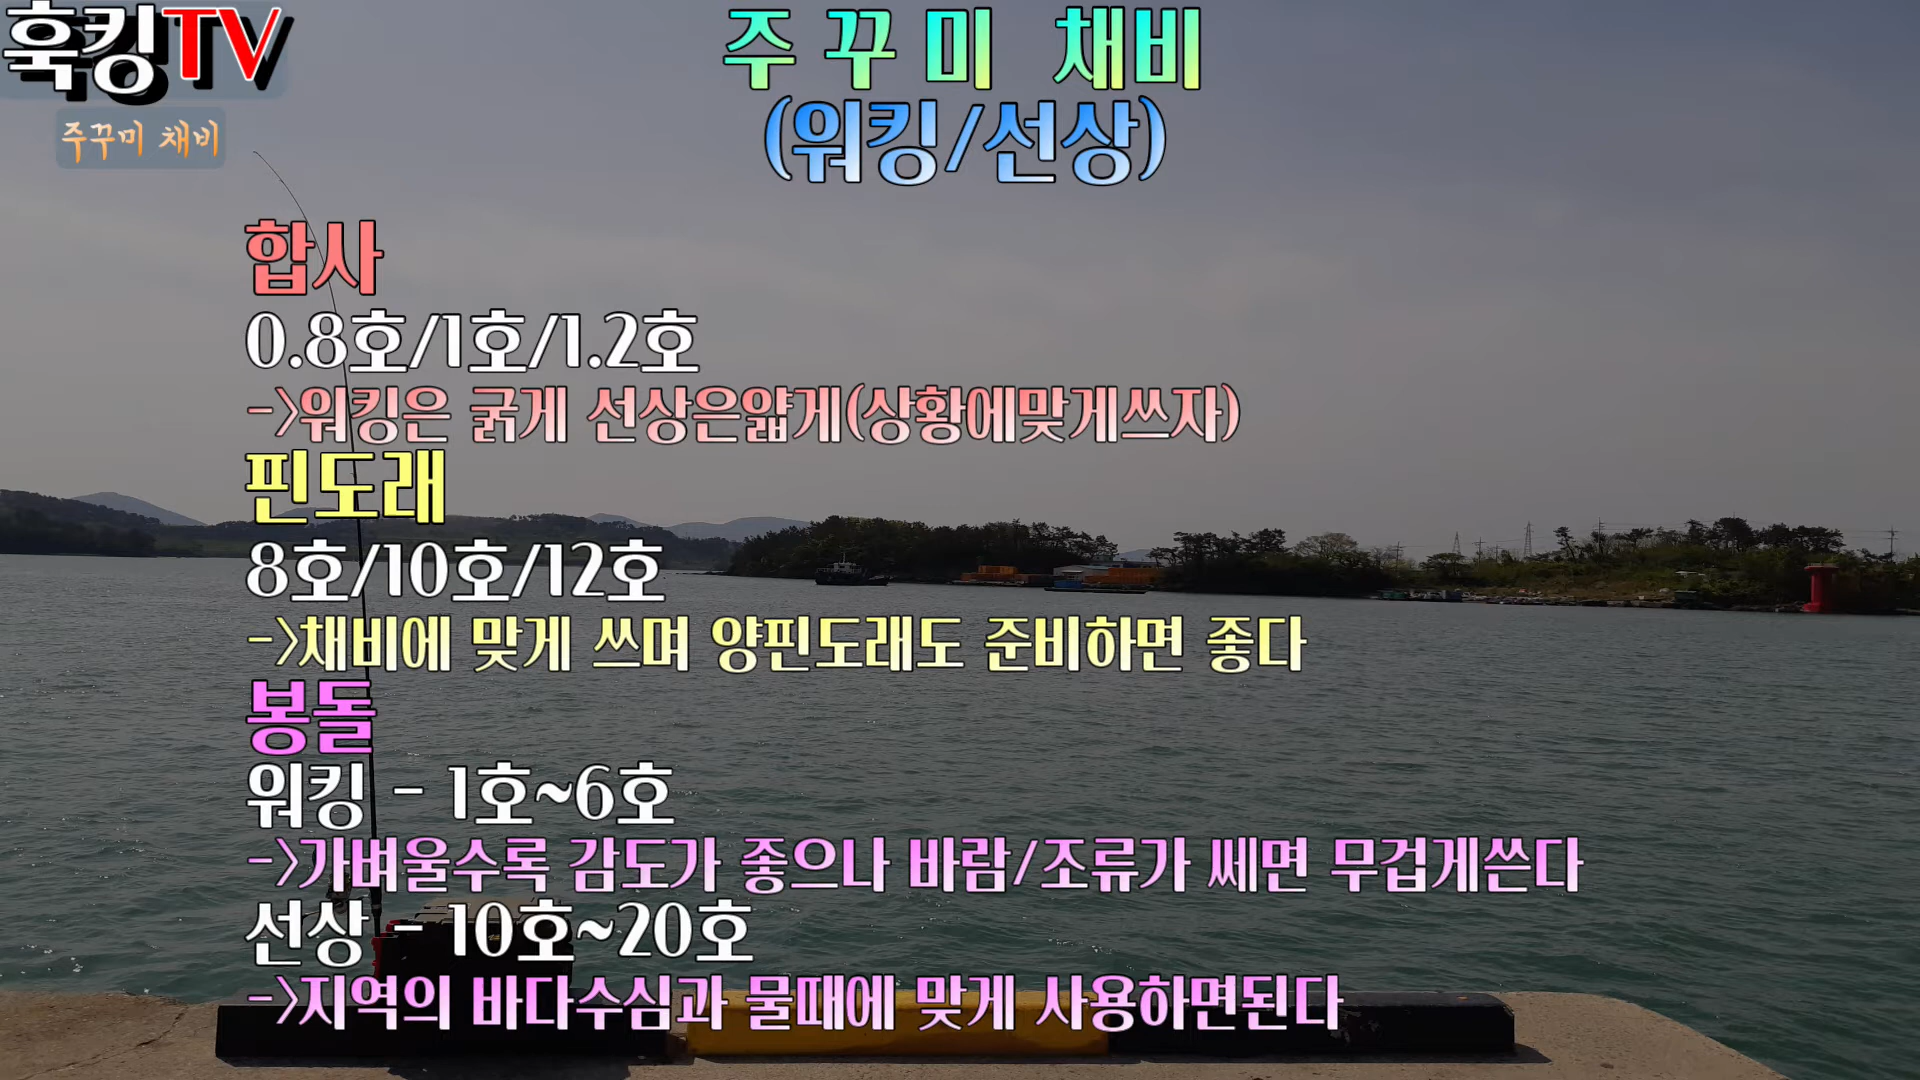 훅킹TV
주꾸미 채비
주꾸미 채비
(워킹/선상)
합사
0.8호/1호/1.2호
->워킹은 굵게 선상은얇게(상황에맞게쓰자)
핀도래
8호/10호/12호
->채비에 맞게 쓰며 양핀도래도 준비하면 좋다
봉돌
워킹 - 1호~6호
->가벼울수록 감도가 좋으나 바람/조류가 쎄면 무겁게쓴다
선상 - 10호~20호
->지역의 바다수심과 물때에 맞게 사용하면된다